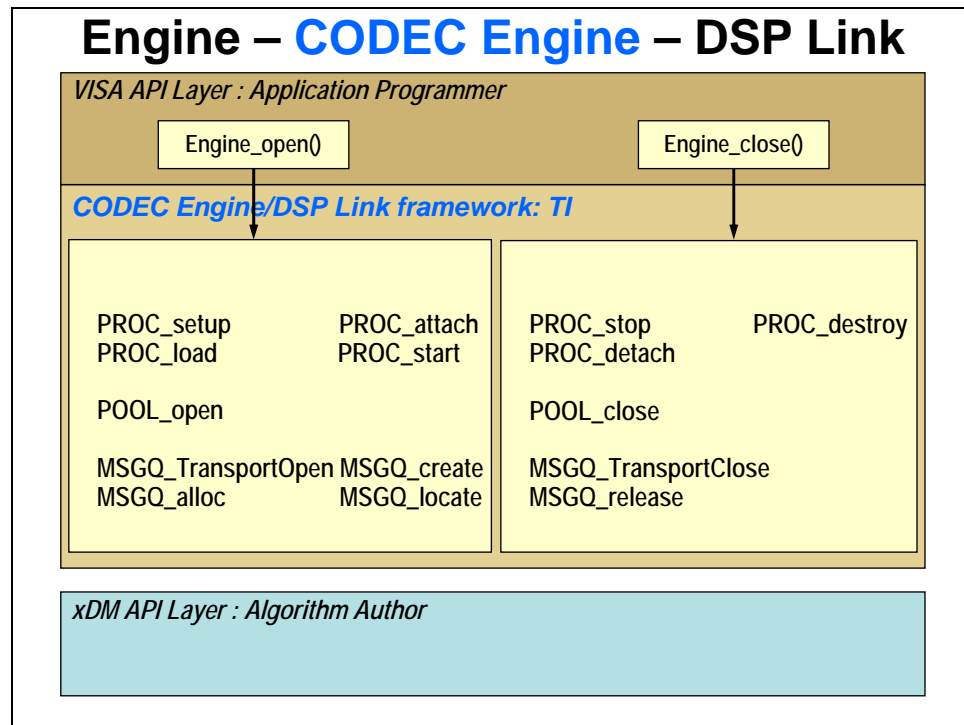 Engine – CODEC Engine – DSP Link
VISA API Layer : Application Programmer
Engine_open()
Engine_close()
CODEC Engine/DSP Link framework: TI
PROC_setup PROC_attach
PROC_load PROC_start
POOL_open
MSGQ_TransportOpen MSGQ_create
MSGQ_alloc MSGQ_locate
PROC_stop PROC_destroy
PROC_detach
POOL_close
MSGQ_TransportClose
MSGQ_release
xDM API Layer : Algorithm Author